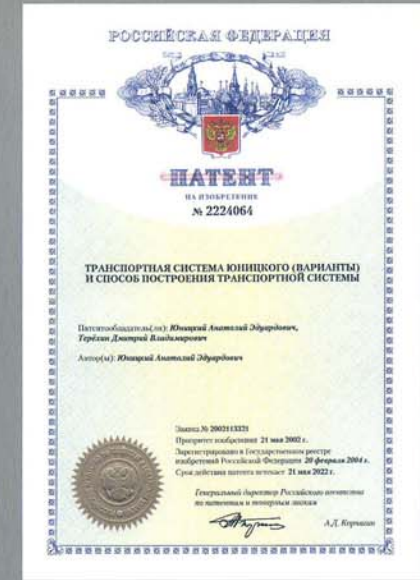 РОССИЙСКАЯ ФЕДЕРАЦИЯ
ПАТЕНТ
НА ИЗОБРЕТЕНИЕ
№ 2224064
ТРАНСПОРТНАЯ СИСТЕМА ЮНИЦКОГО (ВАРИАНТЫ)
И СПОСОБ ПОСТРОЕНИЯ ТРАНСПОРТНОЙ СИСТЕМЫ
Патентообладатель(ли): Юницкий Анатолий Эдуардович,
Терёхин Дмитрий Владимирович
Автор(ы): Юницкий Анатолий Эдуардович
Заявка № 2002113321
Приоритет изобретения 21 мая 2002 г.
Зарегистрировано в Государственном реестре
изобретений Российской Федерации 20 февраля 2004 г.
Срок действия патента истекает 21 мая 2022 г.
Генеральный директор Российского агентства
по патентам и товарным знакам
А.Д. Корчагин